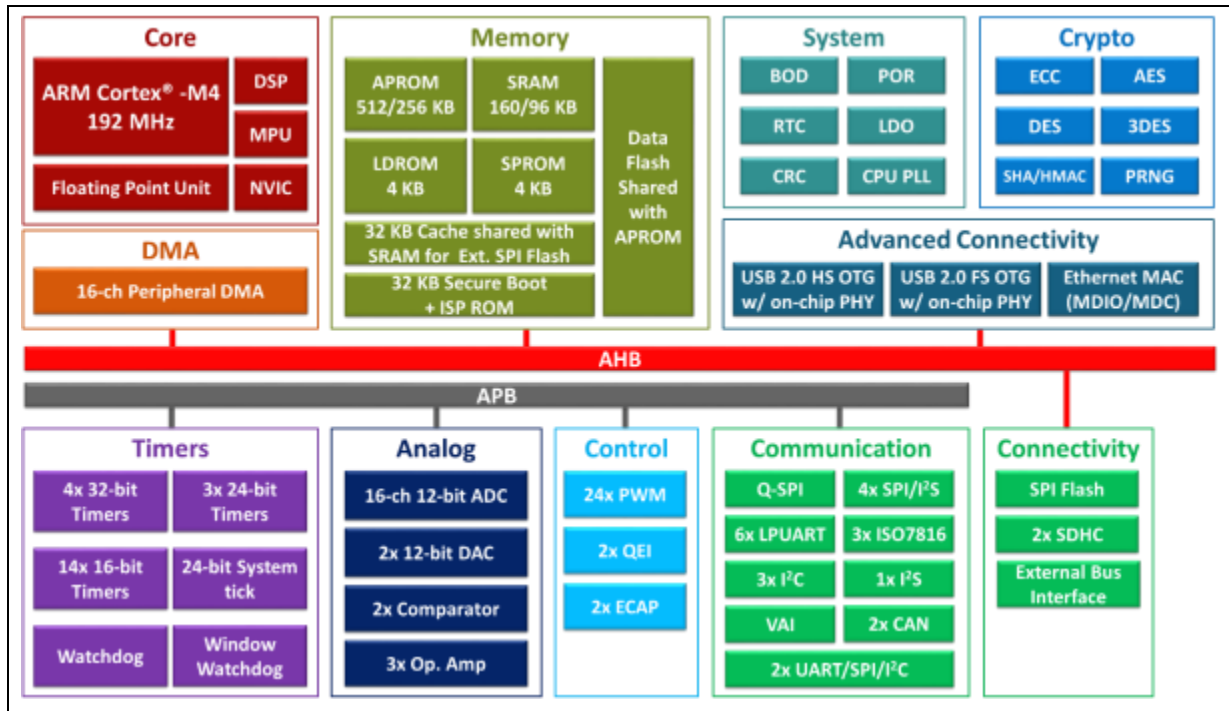 Core
ARM Cortex® -M4
192 MHz
DSP
MPU
Floating Point Unit
NVIC
DMA
16-ch Peripheral DMA
Memory
APROM
512/256 KB
SRAM
160/96 KB
LDROM
4 KB
SPROM
4 KB
Data
Flash
Shared
with
APROM
32 KB Cache shared with
SRAM for Ext. SPI Flash
32 KB Secure Boot
+ ISP ROM
System
BOD
POR
RTC
LDO
CRC
CPU PLL
Crypto
ECC
AES
DES
3DES
SHA/HMAC
PRNG
Advanced Connectivity
USB 2.0 HS OTG
w/ on-chip PHY
USB 2.0 FS OTG
w/ on-chip PHY
Ethernet MAC
(MDIO/MDC)
AHB
APB
Timers
4x 32-bit
Timers
3x 24-bit
Timers
14x 16-bit
Timers
24-bit System
tick
Watchdog
Window
Watchdog
Analog
16-ch 12-bit ADC
2x 12-bit DAC
2x Comparator
3x Op. Amp
Control
24x PWM
2x QEI
2x ECAP
Communication
Q-SPI
4x SPI/I²S
6x LPUART
3x ISO7816
3x I²C
1x I²S
VAI
2x CAN
2x UART/SPI/I²C
Connectivity
SPI Flash
2x SDHC
External Bus
Interface